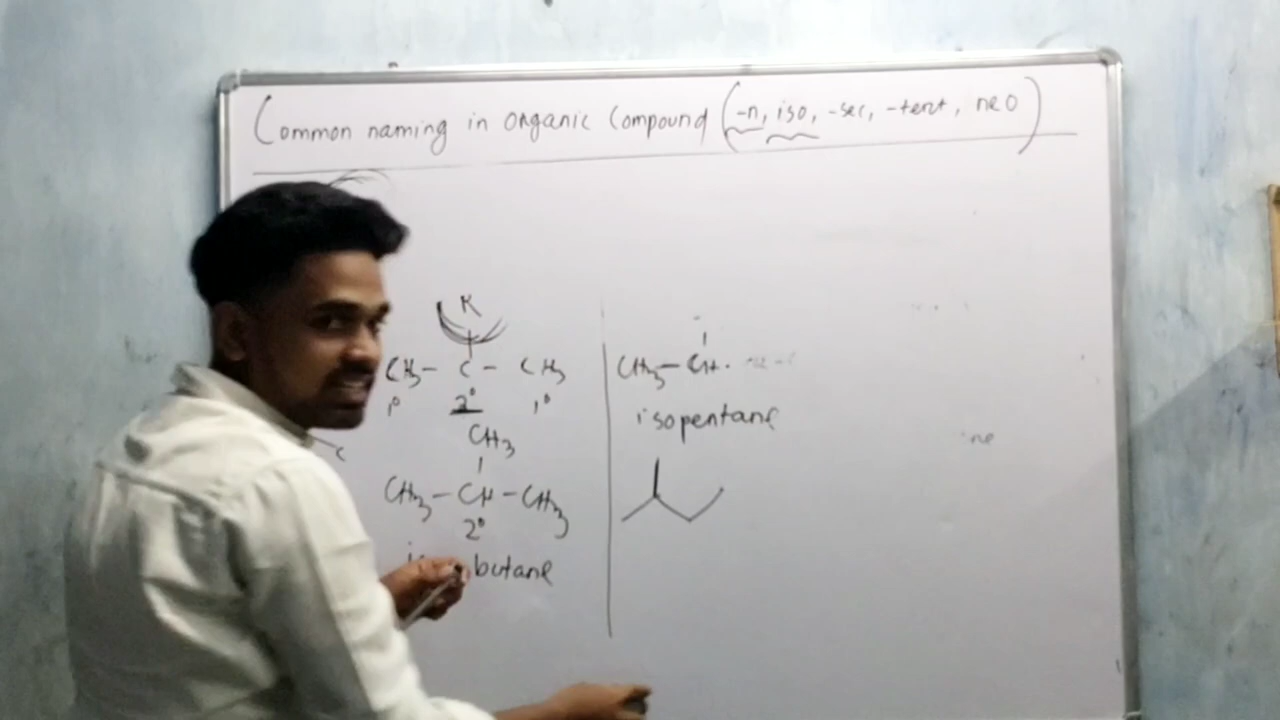 Common naming in organic Compound (-n, iso, -sec, -tert, neo)
R
CH3 - C - CH3
1° 2° 1°
CH3
CH3 - CH - CH3
2°
butane
CH3 - CH
isopentane